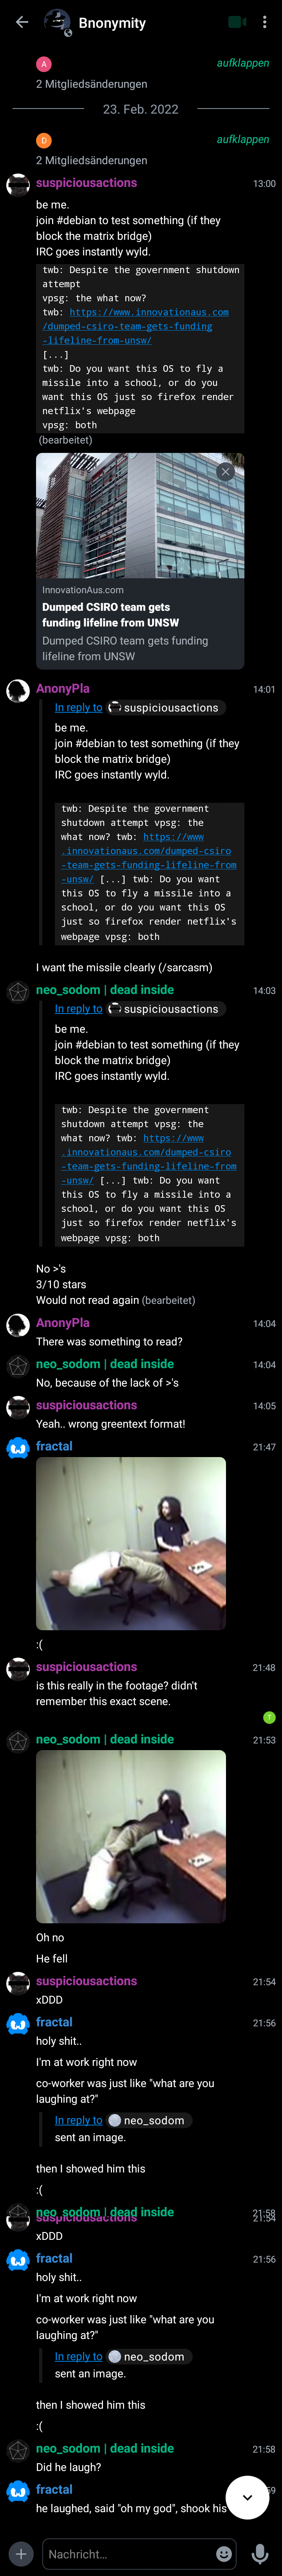 Bnonymity
A
aufklappen
2 Mitgliedsänderungen
23. Feb. 2022
D
aufklappen
2 Mitgliedsänderungen
suspiciousactions 13:00
be me.
join #debian to test something (if they
block the matrix bridge)
IRC goes instantly wyld.
twb: Despite the government shutdown
attempt
vpsg: the what now?
twb: https://www.innovationaus.com
/dumped-csiro-team-gets-funding
-lifeline-from-unsw/
[...]
twb: Do you want this OS to fly a
missile into a school, or do you
want this OS just so firefox render
netflix's webpage
vpsg: both
(bearbeitet)
InnovationAus.com
Dumped CSIRO team gets
funding lifeline from UNSW
Dumped CSIRO team gets funding
lifeline from UNSW
AnonyPla 14:01
In reply to suspiciousactions
be me.
join #debian to test something (if they
block the matrix bridge)
IRC goes instantly wyld.
twb: Despite the government
shutdown attempt vpsg: the
what now? twb: https://www
.innovationaus.com/dumped-csiro
-team-gets-funding-lifeline-from
-unsw/ [...] twb: Do you want
this OS to fly a missile into a
school, or do you want this OS
just so firefox render netflix's
webpage vpsg: both
I want the missile clearly (/sarcasm)
neo_sodom | dead inside 14:03
In reply to suspiciousactions
be me.
join #debian to test something (if they
block the matrix bridge)
IRC goes instantly wyld.
twb: Despite the government
shutdown attempt vpsg: the
what now? twb: https://www
.innovationaus.com/dumped-csiro
-team-gets-funding-lifeline-from
-unsw/ [...] twb: Do you want
this OS to fly a missile into a
school, or do you want this OS
just so firefox render netflix's
webpage vpsg: both
No >'s
3/10 stars
Would not read again (bearbeitet)
AnonyPla 14:04
There was something to read?
neo_sodom | dead inside 14:04
No, because of the lack of >'s
suspiciousactions 14:05
Yeah.. wrong greentext format!
fractal 21:47
:(
suspiciousactions 21:48
is this really in the footage? didn't
remember this exact scene.
T
neo_sodom | dead inside 21:53
Oh no
He fell
suspiciousactions 21:54
xDDD
fractal 21:56
holy shit..
I'm at work right now
co-worker was just like "what are you
laughing at?"
In reply to neo_sodom
sent an image.
then I showed him this
:(
neo_sodom | dead inside 21:58
suspiciousactions 21:54
xDDD
fractal 21:56
holy shit..
I'm at work right now
co-worker was just like "what are you
laughing at?"
In reply to neo_sodom
sent an image.
then I showed him this
:(
neo_sodom | dead inside 21:58
Did he laugh?
fractal 59
he laughed, said "oh my god", shook his
Nachricht...